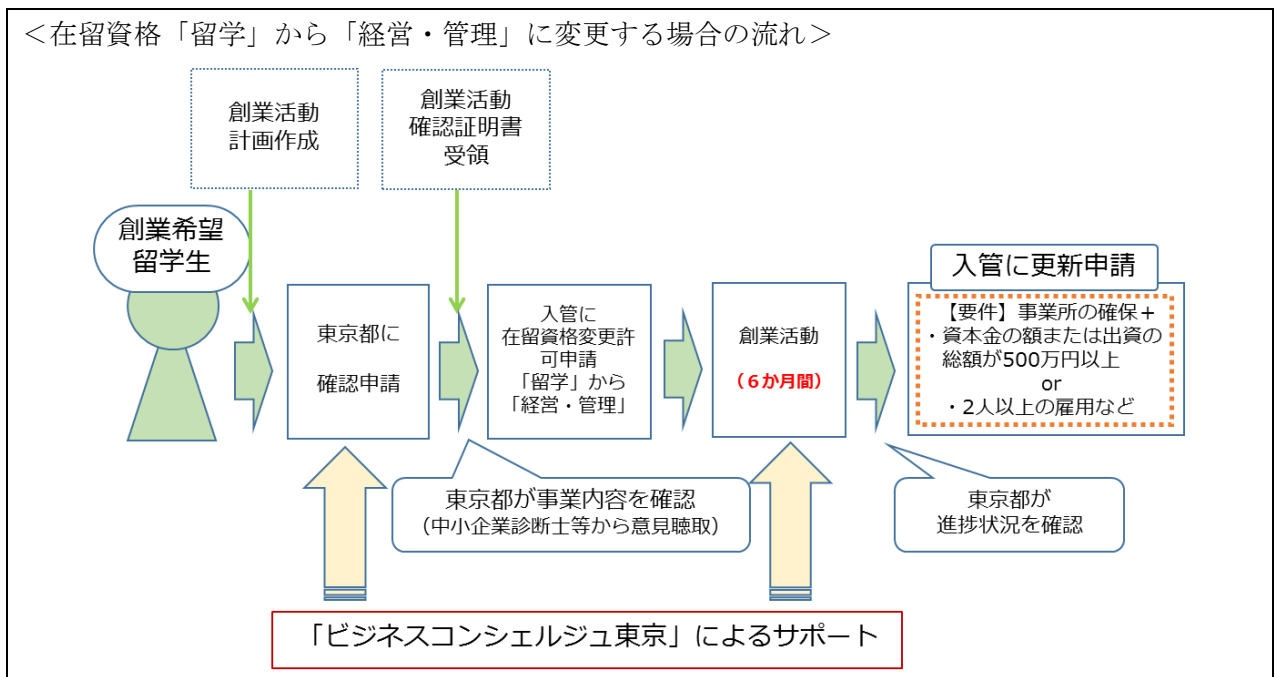 ＜在留資格「留学」から「経営・管理」に変更する場合の流れ＞
創業活動
計画作成
創業活動
確認証明書
受領
創業希望
留学生
東京都に
確認申請
入管に
在留資格変更許
可申請
「留学」から
「経営・管理」
創業活動
（６か月間）
入管に更新申請
【要件】事業所の確保＋
・資本金の額または出資の
総額が500万円以上
or
・2人以上の雇用など
東京都が事業内容を確認
（中小企業診断士等から意見聴取）
東京都が
進捗状況を確認
「ビジネスコンシェルジュ東京」によるサポート